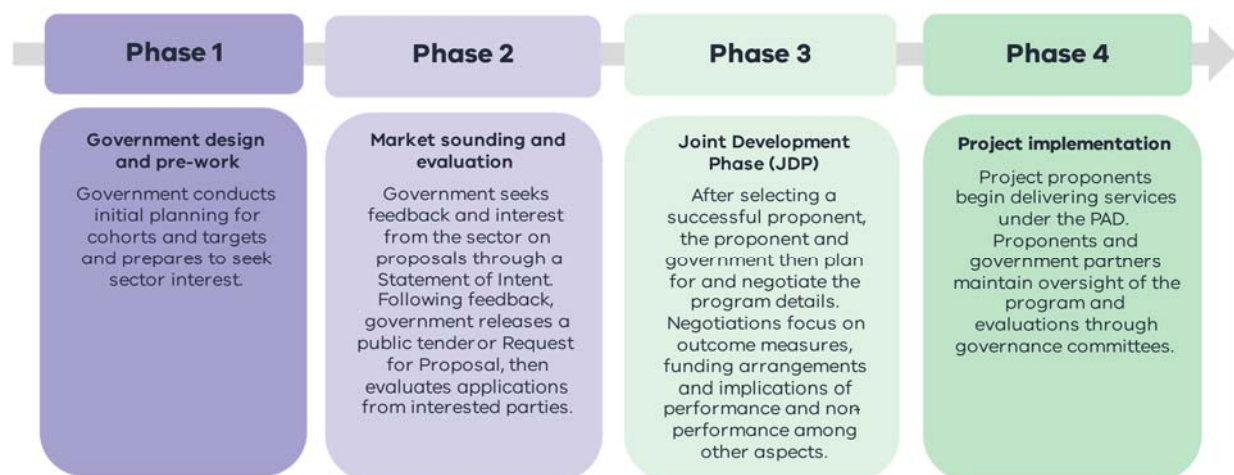 Phase 1
Phase 2
Phase 3
Phase 4
Government design
and pre-work
Government conducts
initial planning for
cohorts and targets
and prepares to seek
sector interest.
Market sounding and
evaluation
Government seeks
feedback and interest
from the sector on
proposals through a
Statement of Intent.
Following feedback,
government releases a
public tender or Request
for Proposal, then
evaluates applications
from interested parties.
Joint Development
Phase (JDP)
After selecting a
successful proponent,
the proponent and
government then plan
for and negotiate the
program details.
Negotiations focus on
outcome measures,
funding arrangements
and implications of
performance and non-
performance among
other aspects.
Project implementation
Project proponents
begin delivering services
under the PAD.
Proponents and
government partners
maintain oversight of the
program and
evaluations through
governance committees.